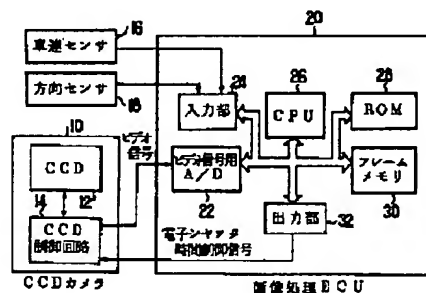 20
車速センサ
16
方向センサ
18
24
入力部
26
CPU
28
ROM
10
ビデオ
信号
CCD
12
14
CCD
制御回路
CCDカメラ
ビデオ信号用
A/D
22
フレーム
メモリ
30
出力部
32
電子シャッタ
時間制御信号
画像処理ECU